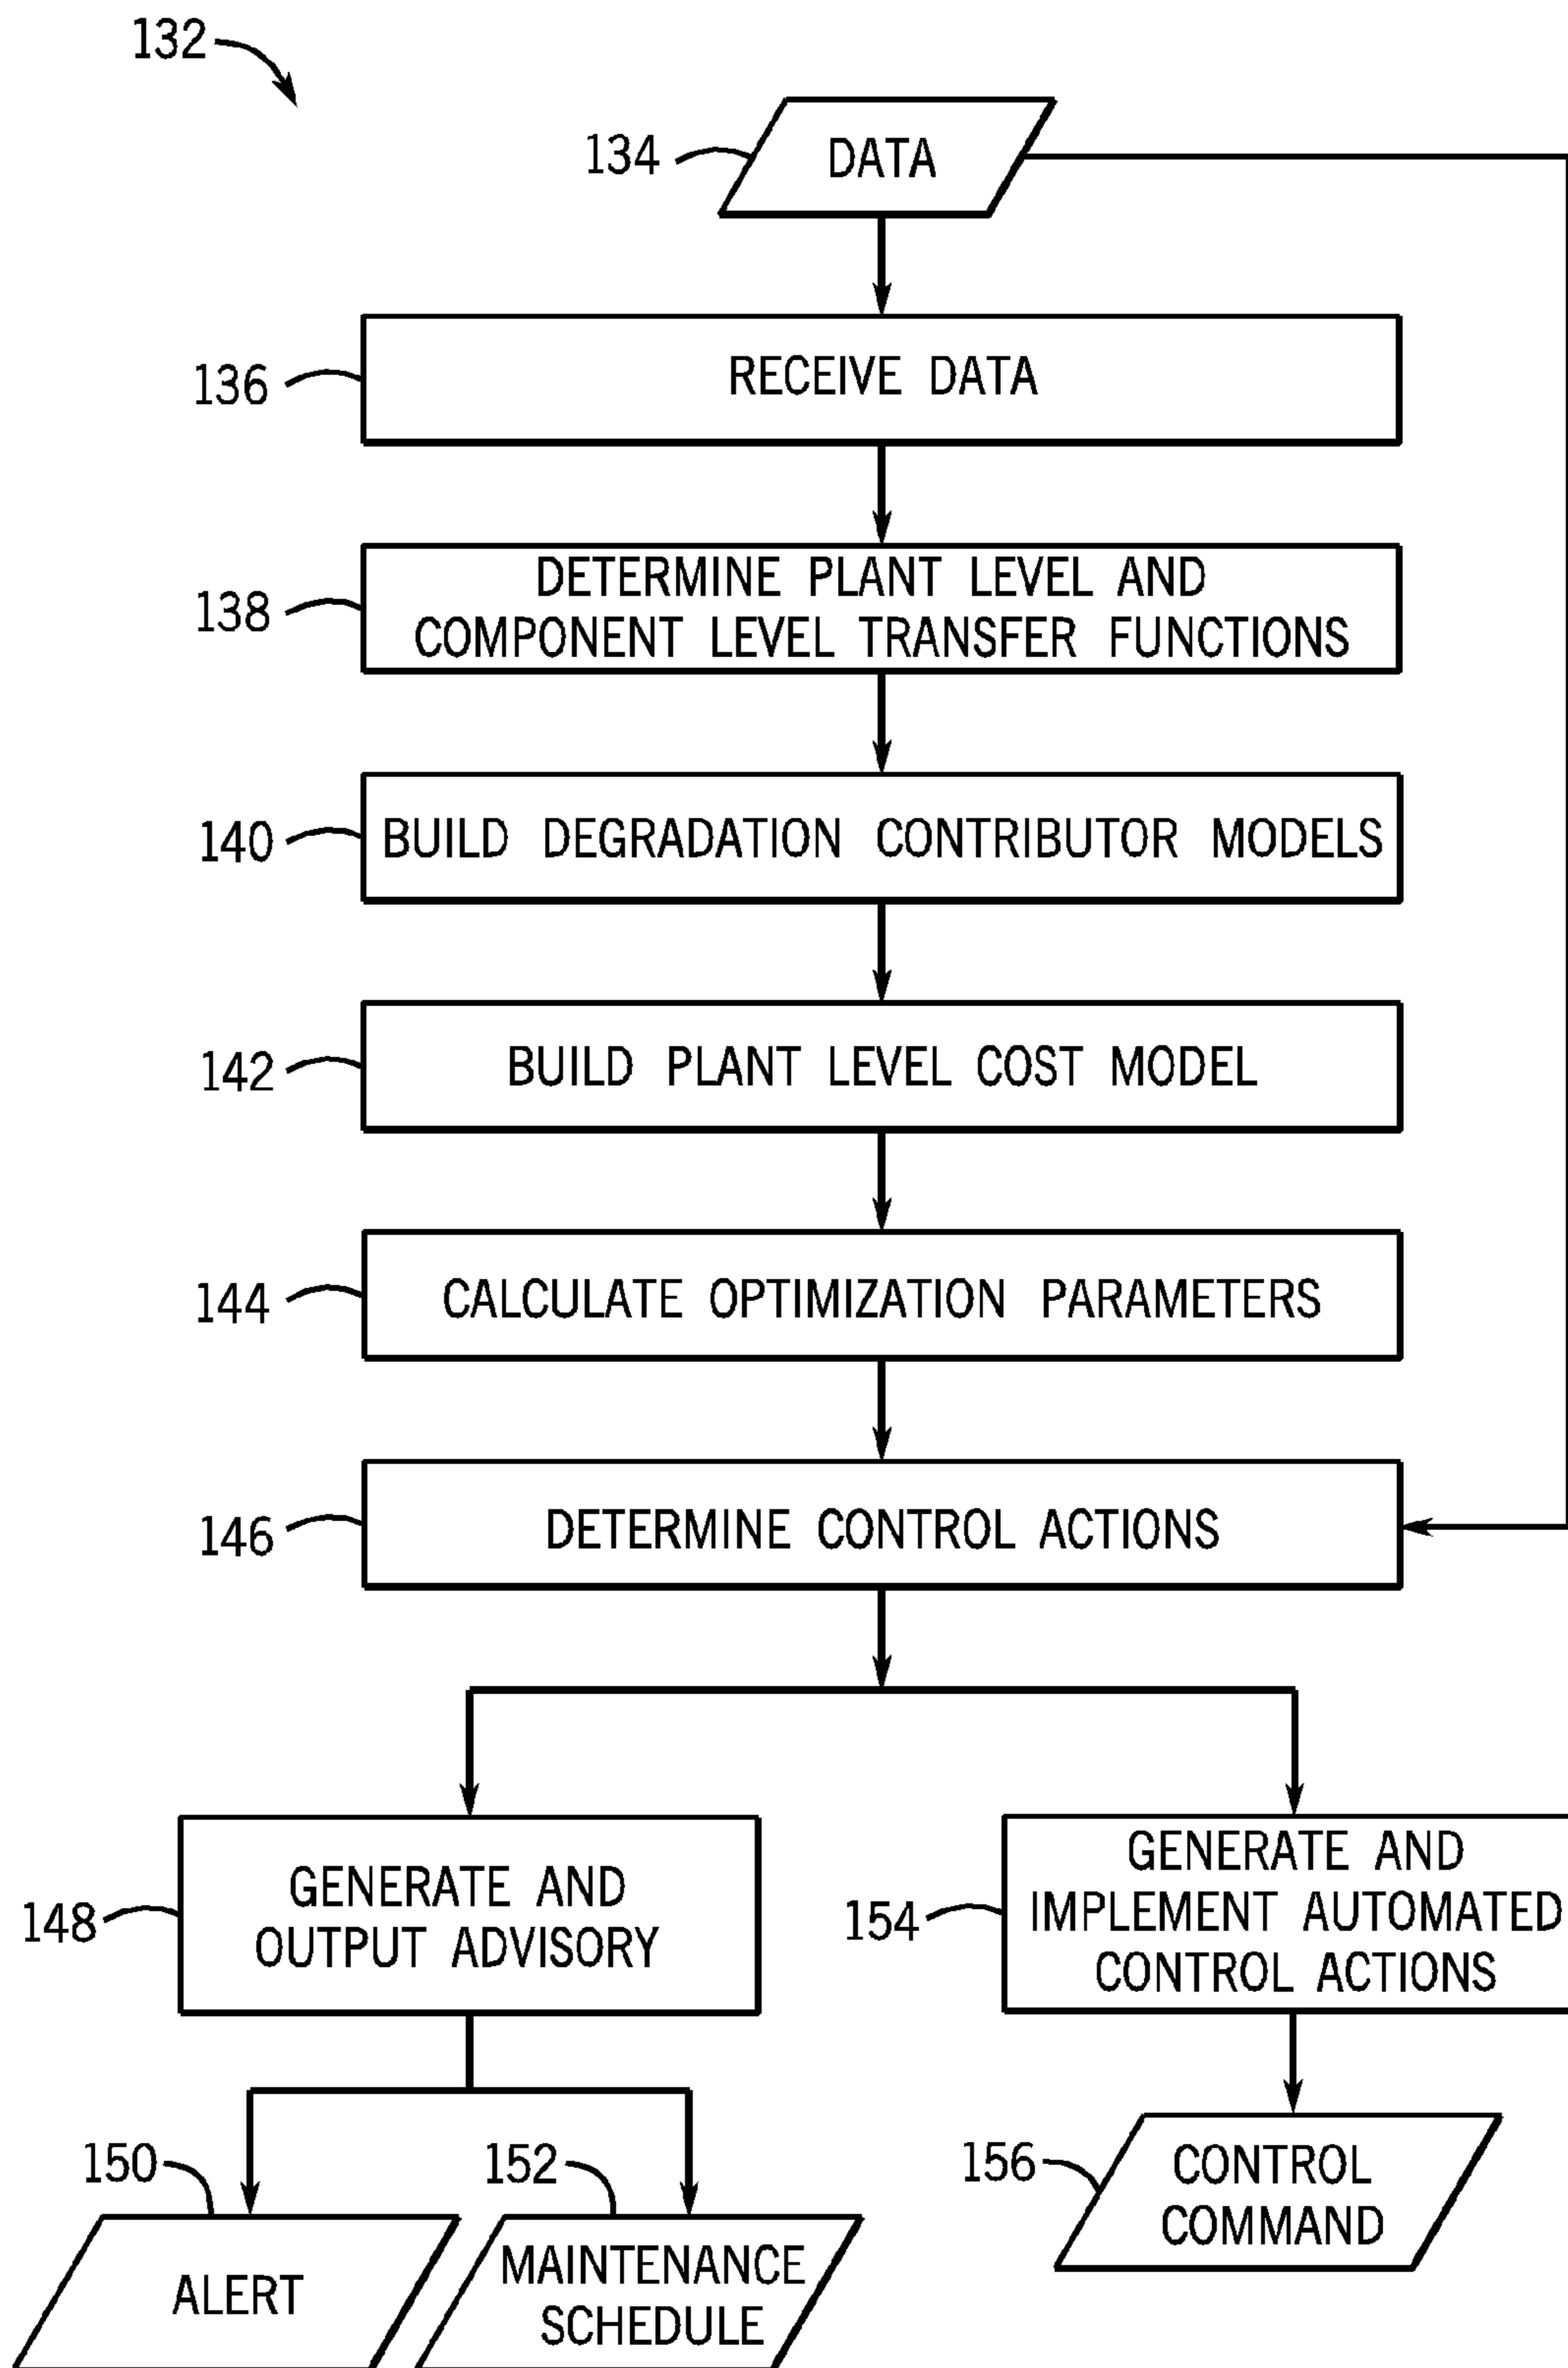 132
134
DATA
136
RECEIVE DATA
138
DETERMINE PLANT LEVEL AND
COMPONENT LEVEL TRANSFER FUNCTIONS
140
BUILD DEGRADATION CONTRIBUTOR MODELS
142
BUILD PLANT LEVEL COST MODEL
144
CALCULATE OPTIMIZATION PARAMETERS
146
DETERMINE CONTROL ACTIONS
148
GENERATE AND
OUTPUT ADVISORY
154
GENERATE AND
IMPLEMENT AUTOMATED
CONTROL ACTIONS
150
ALERT
152
MAINTENANCE
SCHEDULE
156
CONTROL
COMMAND